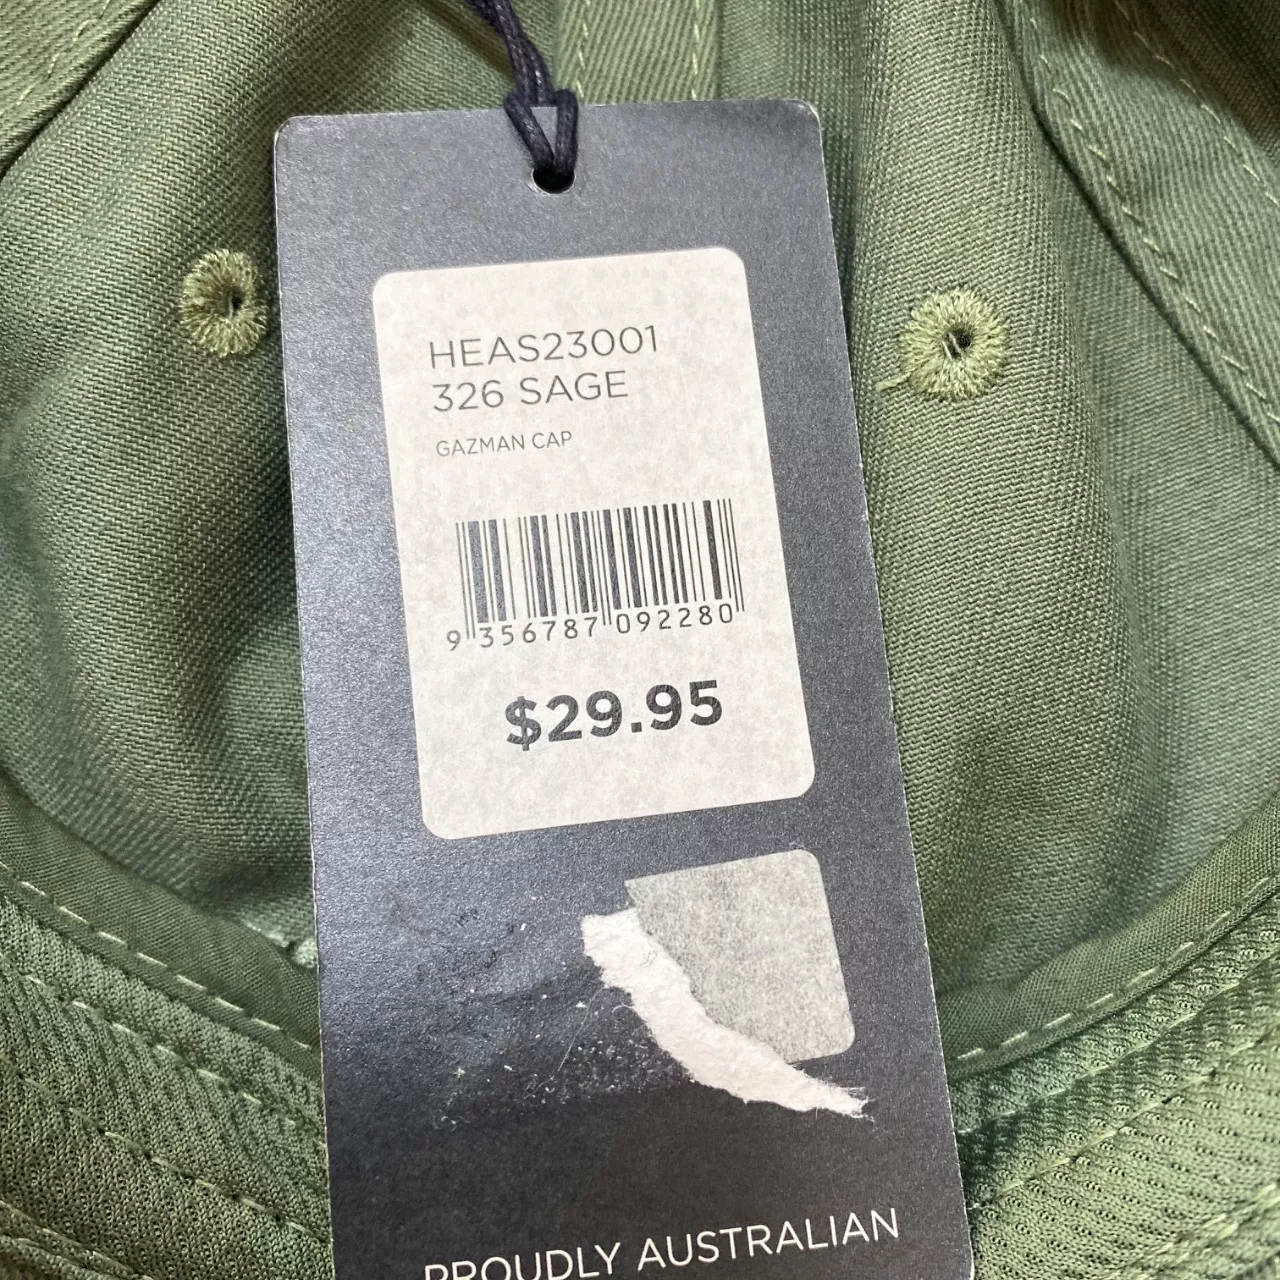 HEAS23001
326 SAGE
GAZMAN CAP
9 356787 092280
$29.95
PROUDLY AUSTRALIAN